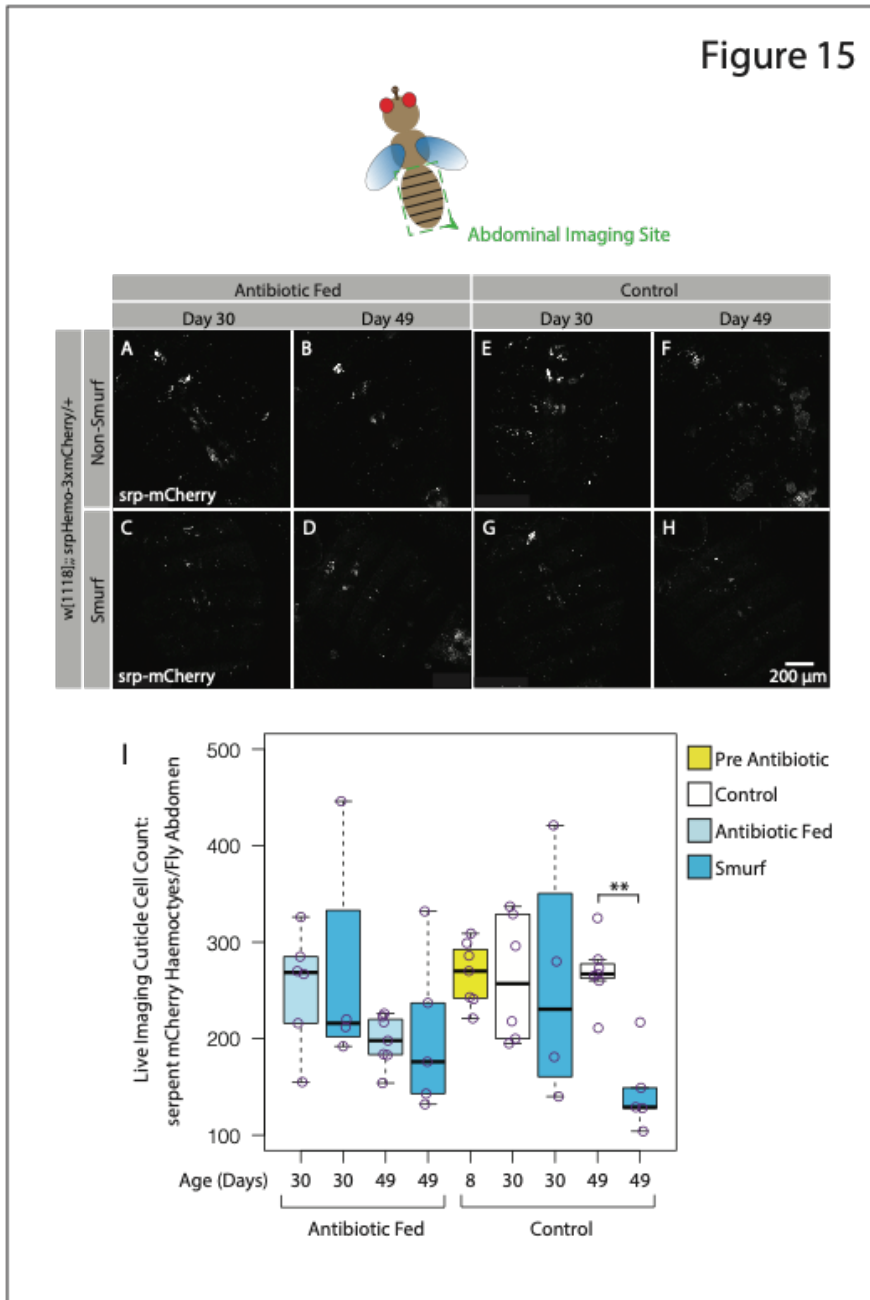 Figure 15
Abdominal Imaging Site
Antibiotic Fed
Control
Day 30
Day 49
Day 30
Day 49
w[1118];; srpHemo-3xmCherry/+
Non-Smurf
A
B
E
F
srp-mCherry
Smurf
C
D
G
H
srp-mCherry
200 µm
I
Live Imaging Cuticle Cell Count:
serpent mCherry Haemoctyes/Fly Abdomen
500
400
300
200
100
**
Pre Antibiotic
Control
Antibiotic Fed
Smurf
Age (Days) 30 30 49 49 8 30 30 49 49
Antibiotic Fed
Control